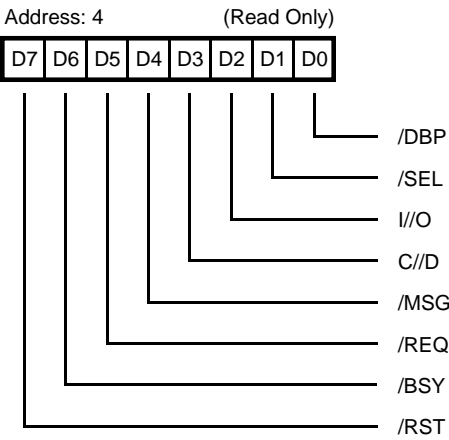 Address: 4 (Read Only)
D7 D6 D5 D4 D3 D2 D1 D0
/DBP
/SEL
I//O
C//D
/MSG
/REQ
/BSY
/RST